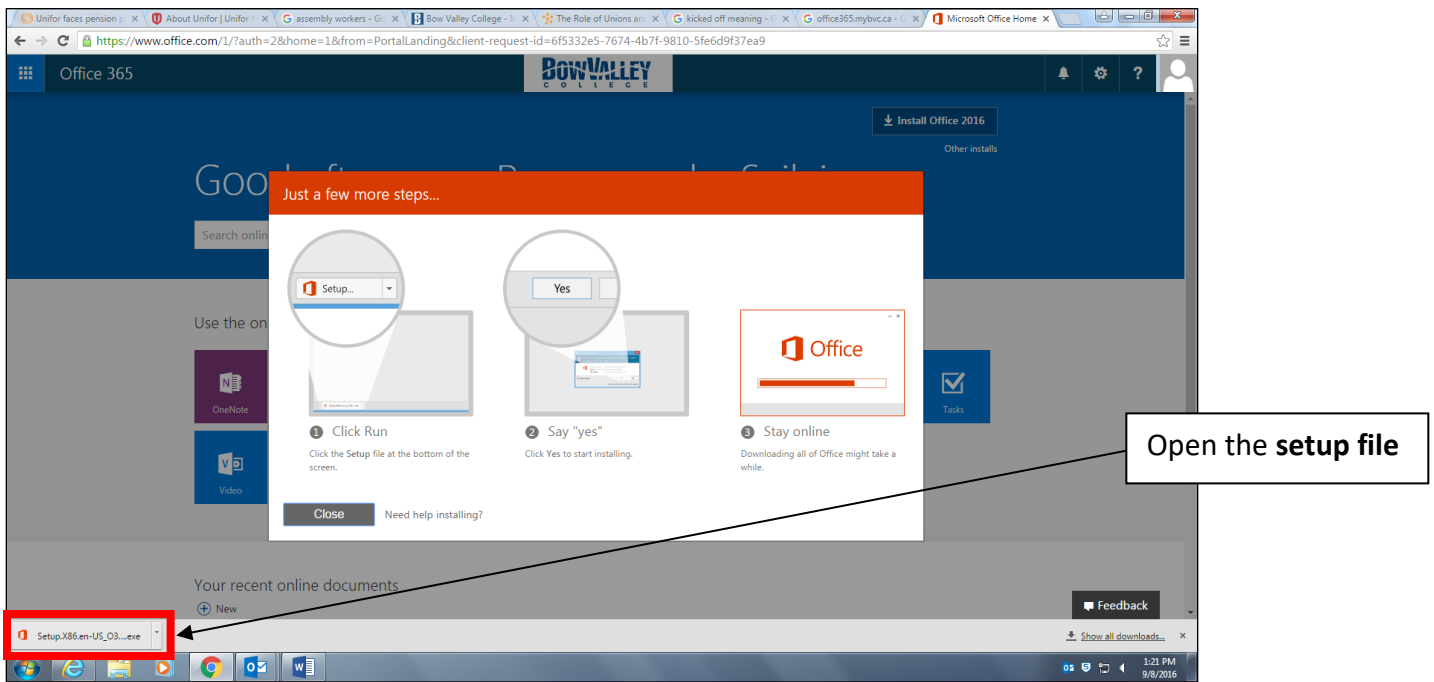 Unifor faces pension p
About Unifor | Unifor
assembly workers - Go
Bow Valley College -
The Role of Unions an
kicked off meaning - G
office365.mybvc.ca - G
Microsoft Office Home
https://www.office.com/1/?auth=2&home=1&from=PortalLanding&client-request-id=6f5332e5-7674-4b7f-9810-5fe6d9f37ea9
Office 365
BOW VALLEY
COLLEGE
?
Install Office 2016
Other installs
Goo
Search onlin
Just a few more steps...
Setup...
Yes
Office
1 Click Run
Click the Setup file at the bottom of the
screen.
2 Say "yes"
Click Yes to start installing.
3 Stay online
Downloading all of Office might take a
while.
Close
Need help installing?
Use the on
OneNote
Video
Tasks
Open the setup file
Your recent online documents
New
Feedback
Setup.X86.en-US_O3....exe
Show all downloads...
1:21 PM
9/8/2016